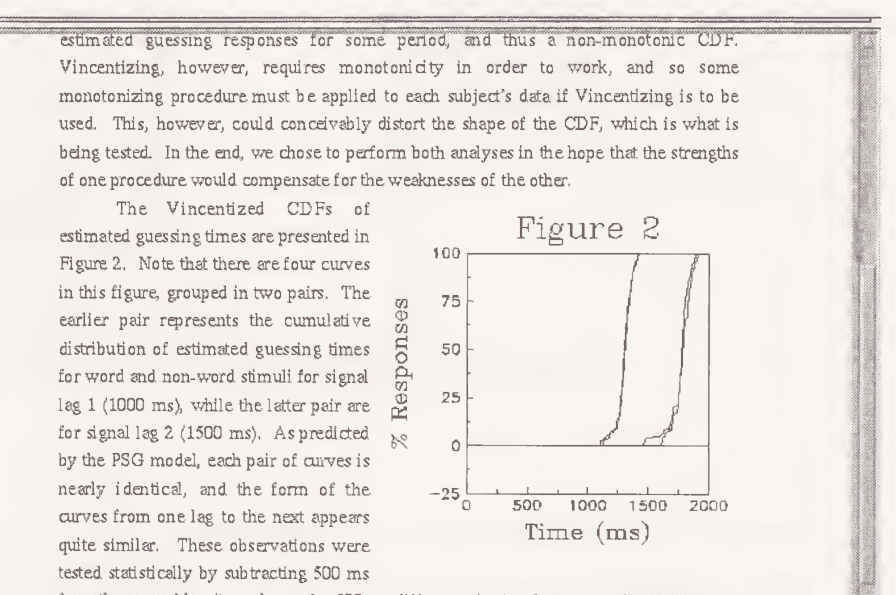 estimated guessing responses for some period, and thus a non-monotonic CDF.
Vincentizing, however, requires monotonicity in order to work, and so some
monotonizing procedure must be applied to each subject's data if Vincentizing is to be
used. This, however, could conceivably distort the shape of the CDF, which is what is
being tested. In the end, we chose to perform both analyses in the hope that the strengths
of one procedure would compensate for the weaknesses of the other.
The Vincentized CDFs of
estimated guessing times are presented in
Figure 2. Note that there are four curves
in this figure, grouped in two pairs. The
earlier pair represents the cumulative
distribution of estimated guessing times
for word and non-word stimuli for signal
lag 1 (1000 ms), while the latter pair are
for signal lag 2 (1500 ms). As predicted
by the PSG model, each pair of curves is
nearly identical, and the form of the
curves from one lag to the next appears
quite similar. These observations were
tested statistically by subtracting 500 ms
Figure 2
% Responses
100
75
50
25
0
-25
0 500 1000 1500 2000
Time (ms)